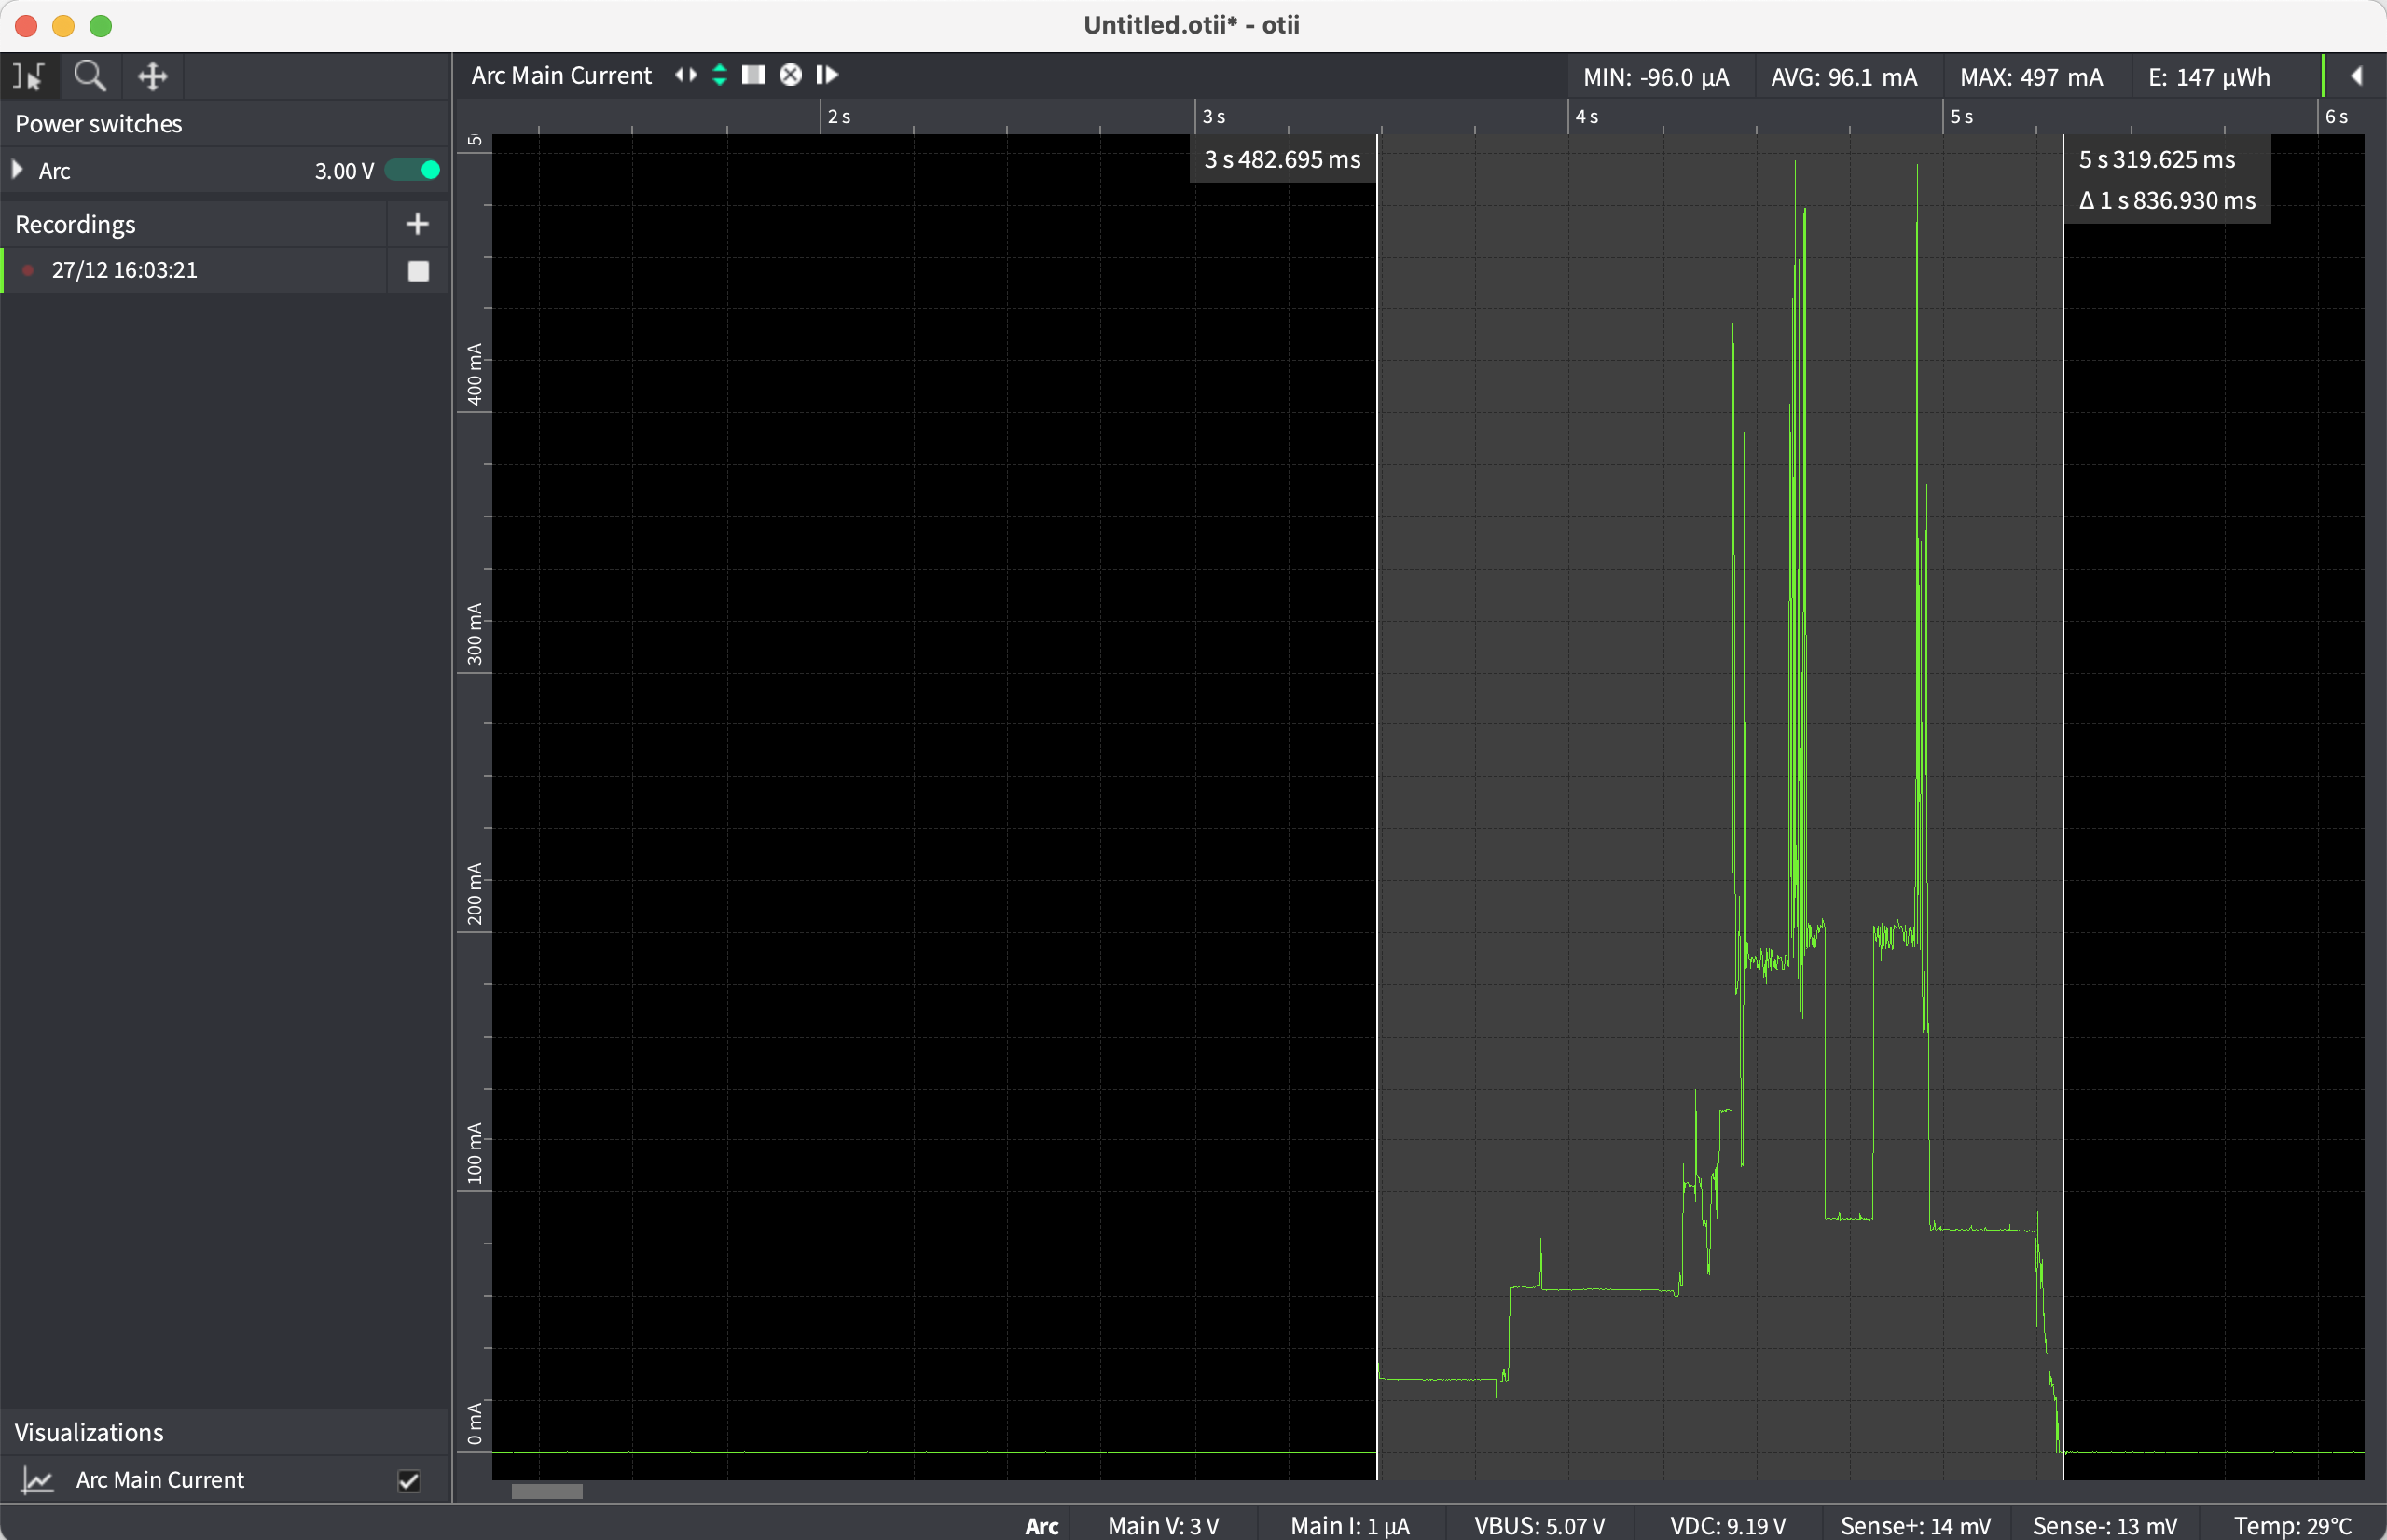 Untitled.otii* - otii
Arc Main Current
MIN: -96.0 µA
AVG: 96.1 mA
MAX: 497 mA
E: 147 µWh
Power switches
Arc
3.00 V
Recordings
27/12 16:03:21
2 s
3 s
4 s
5 s
6 s
3 s 482.695 ms
5 s 319.625 ms
Δ 1 s 836.930 ms
400 mA
300 mA
200 mA
100 mA
0 mA
Visualizations
Arc Main Current
Arc
Main V: 3 V
Main I: 1 µA
VBUS: 5.07 V
VDC: 9.19 V
Sense+: 14 mV
Sense-: 13 mV
Temp: 29°C